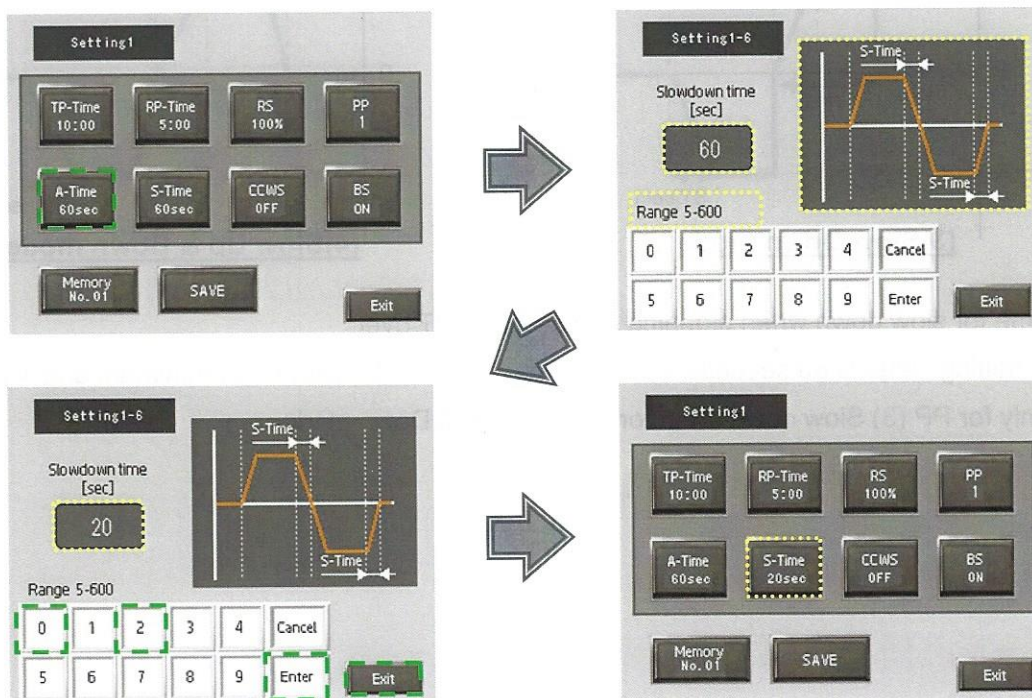 Setting1
TP-Time RP-Time RS PP
10:00 5:00 100% 1
A-Time S-Time CCWS BS
60sec 60sec OFF ON
Memory
No.01
SAVE
Exit
Setting1-6
Slowdown time
[sec]
60
S-Time
S-Time
Range 5-600
0 1 2 3 4 Cancel
5 6 7 8 9 Enter
Exit
ly for PP (3) Slow
Setting1-6
Slowdown time
[sec]
20
S-Time
S-Time
Range 5-600
0 1 2 3 4 Cancel
5 6 7 8 9 Enter
Exit
Setting1
TP-Time RP-Time RS PP
10:00 5:00 100% 1
A-Time S-Time CCWS BS
60sec 20sec OFF ON
Memory
No.01
SAVE
Exit